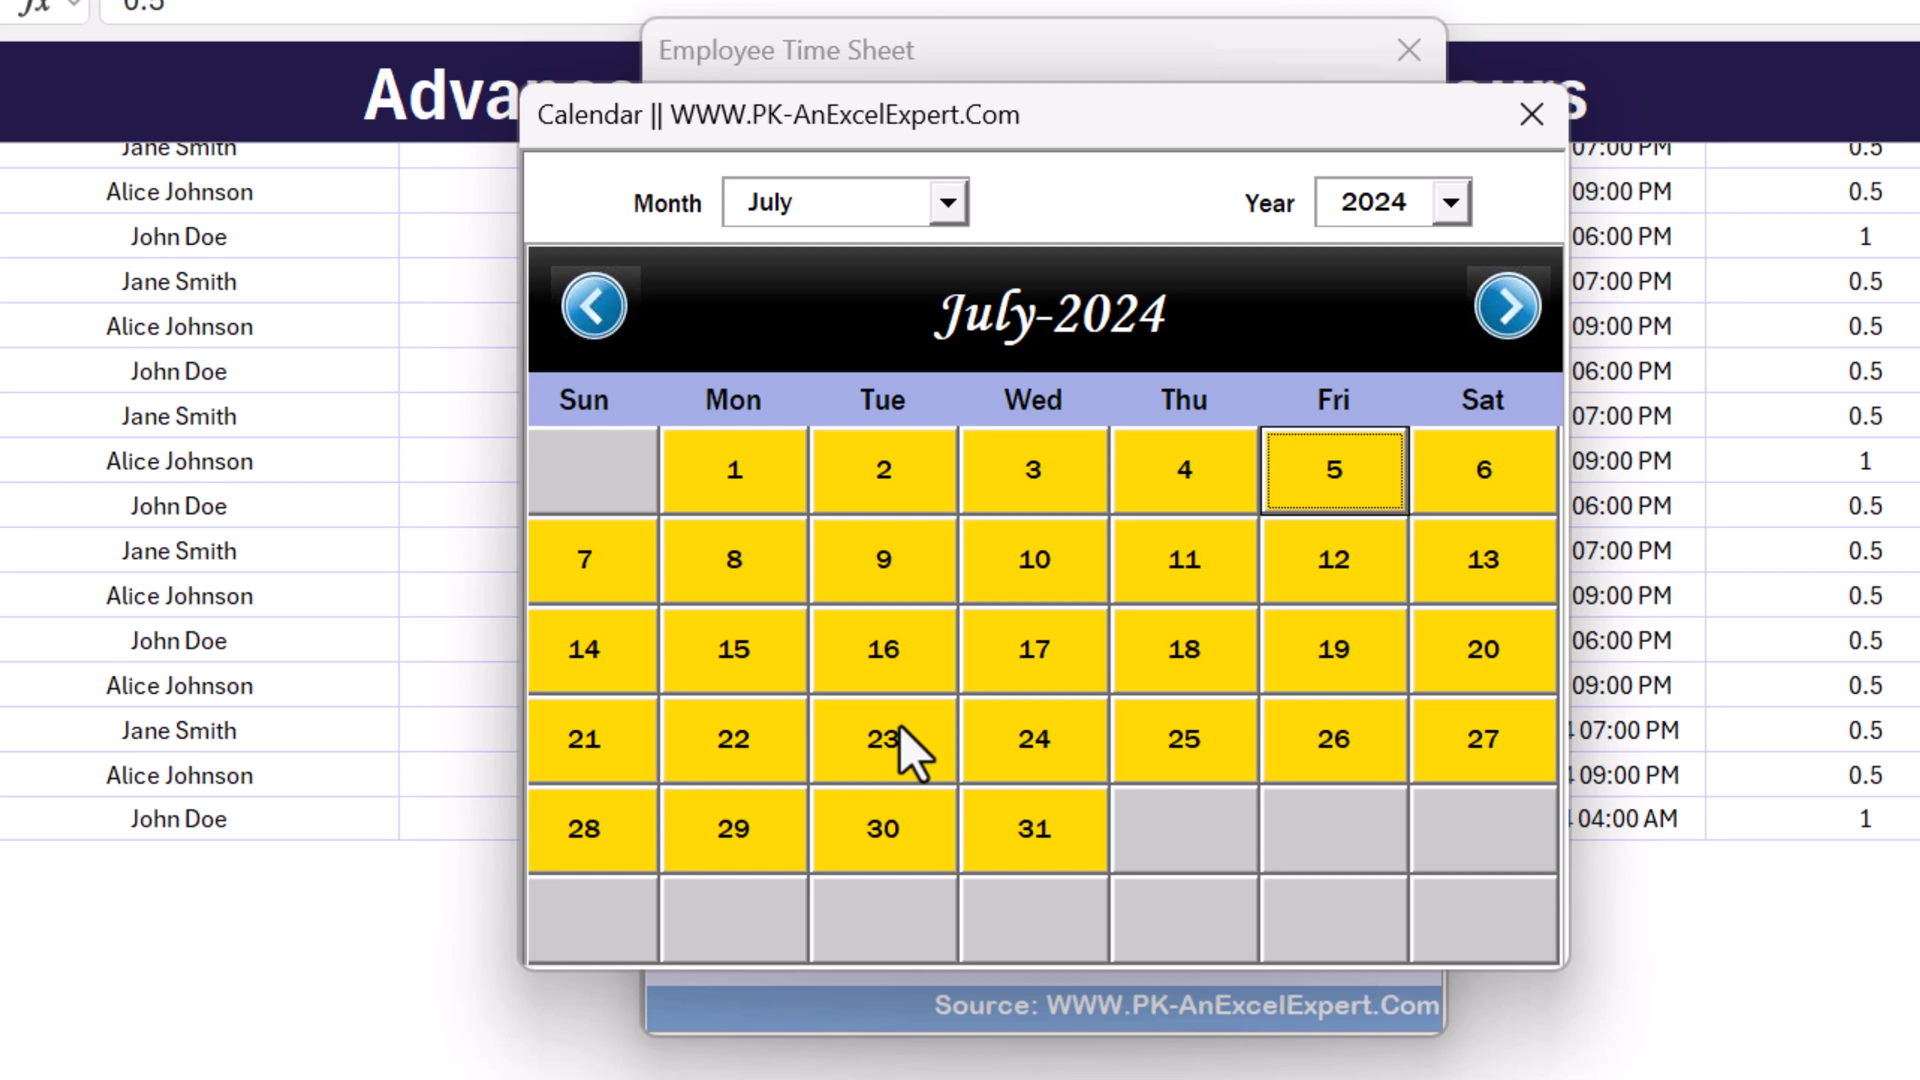 fx 0.5
Employee Time Sheet
Calendar || WWW.PK-AnExcelExpert.Com
Month July Year 2024
July-2024
Sun Mon Tue Wed Thu Fri Sat
1 2 3 4 5 6
7 8 9 10 11 12 13
14 15 16 17 18 19 20
21 22 23 24 25 26 27
28 29 30 31
Source: WWW.PK-AnExcelExpert.Com
Jane Smith 07:00 PM 0.5
Alice Johnson 09:00 PM 0.5
John Doe 06:00 PM 1
Jane Smith 07:00 PM 0.5
Alice Johnson 09:00 PM 0.5
John Doe 06:00 PM 0.5
Jane Smith 07:00 PM 0.5
Alice Johnson 09:00 PM 1
John Doe 06:00 PM 0.5
Jane Smith 07:00 PM 0.5
Alice Johnson 09:00 PM 0.5
John Doe 06:00 PM 0.5
Alice Johnson 09:00 PM 0.5
Jane Smith 07:00 PM 0.5
Alice Johnson 09:00 PM 0.5
John Doe 04:00 AM 1